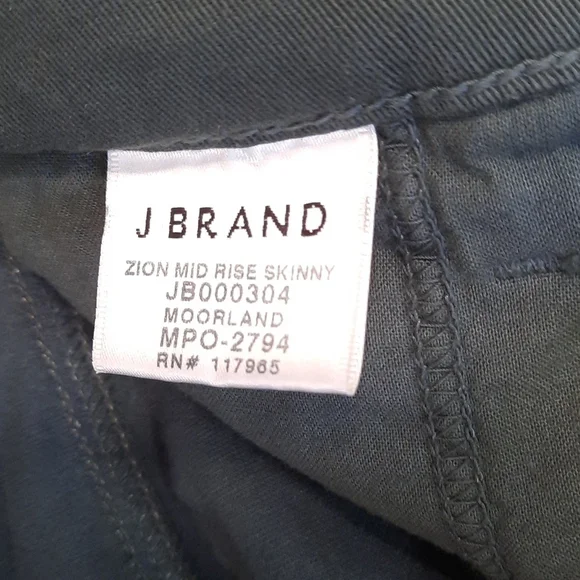 J BRAND
ZION MID RISE SKINNY
JB000304
MOORLAND
MPO-2794
RN# 117965